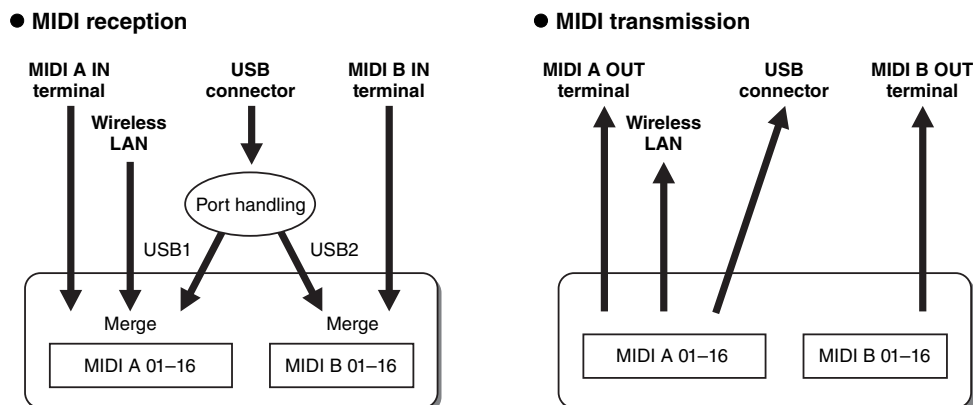 ● MIDI reception
MIDI A IN
terminal
Wireless
LAN
USB
connector
MIDI B IN
terminal
Port handling
USB1
USB2
Merge
Merge
MIDI A 01–16
MIDI B 01–16
● MIDI transmission
MIDI A OUT
terminal
Wireless
LAN
USB
connector
MIDI B OUT
terminal
MIDI A 01–16
MIDI B 01–16